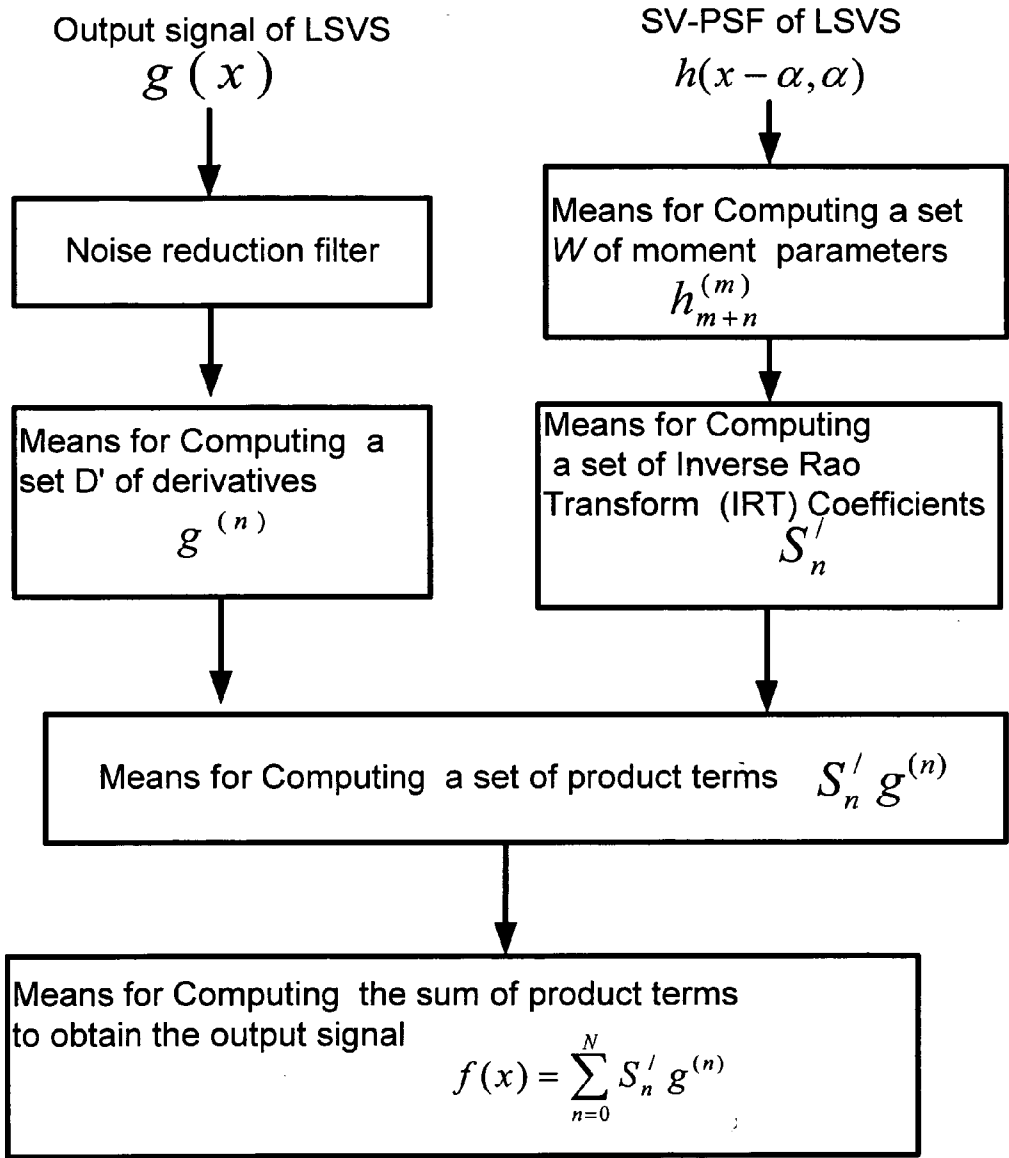 Output signal of LSVS
g ( x )
SV-PSF of LSVS
h(x − α, α)
Noise reduction filter
Means for Computing a set
W of moment parameters
h_{m+n}^{(m)}
Means for Computing a
set D' of derivatives
g^{(n)}
Means for Computing
a set of Inverse Rao
Transform (IRT) Coefficients
S_n^/
Means for Computing a set of product terms S_n^/ g^{(n)}
Means for Computing the sum of product terms
to obtain the output signal
f(x) = \sum_{n=0}^{N} S_n^/ g^{(n)}